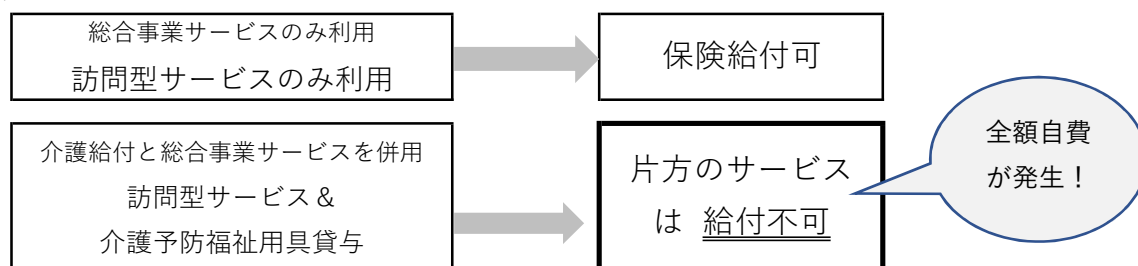 総合事業サービスのみ利用
訪問型サービスのみ利用
保険給付可
介護給付と総合事業サービスを併用
訪問型サービス＆
介護予防福祉用具貸与
片方のサービス
は 給付不可
全額自費
が発生！